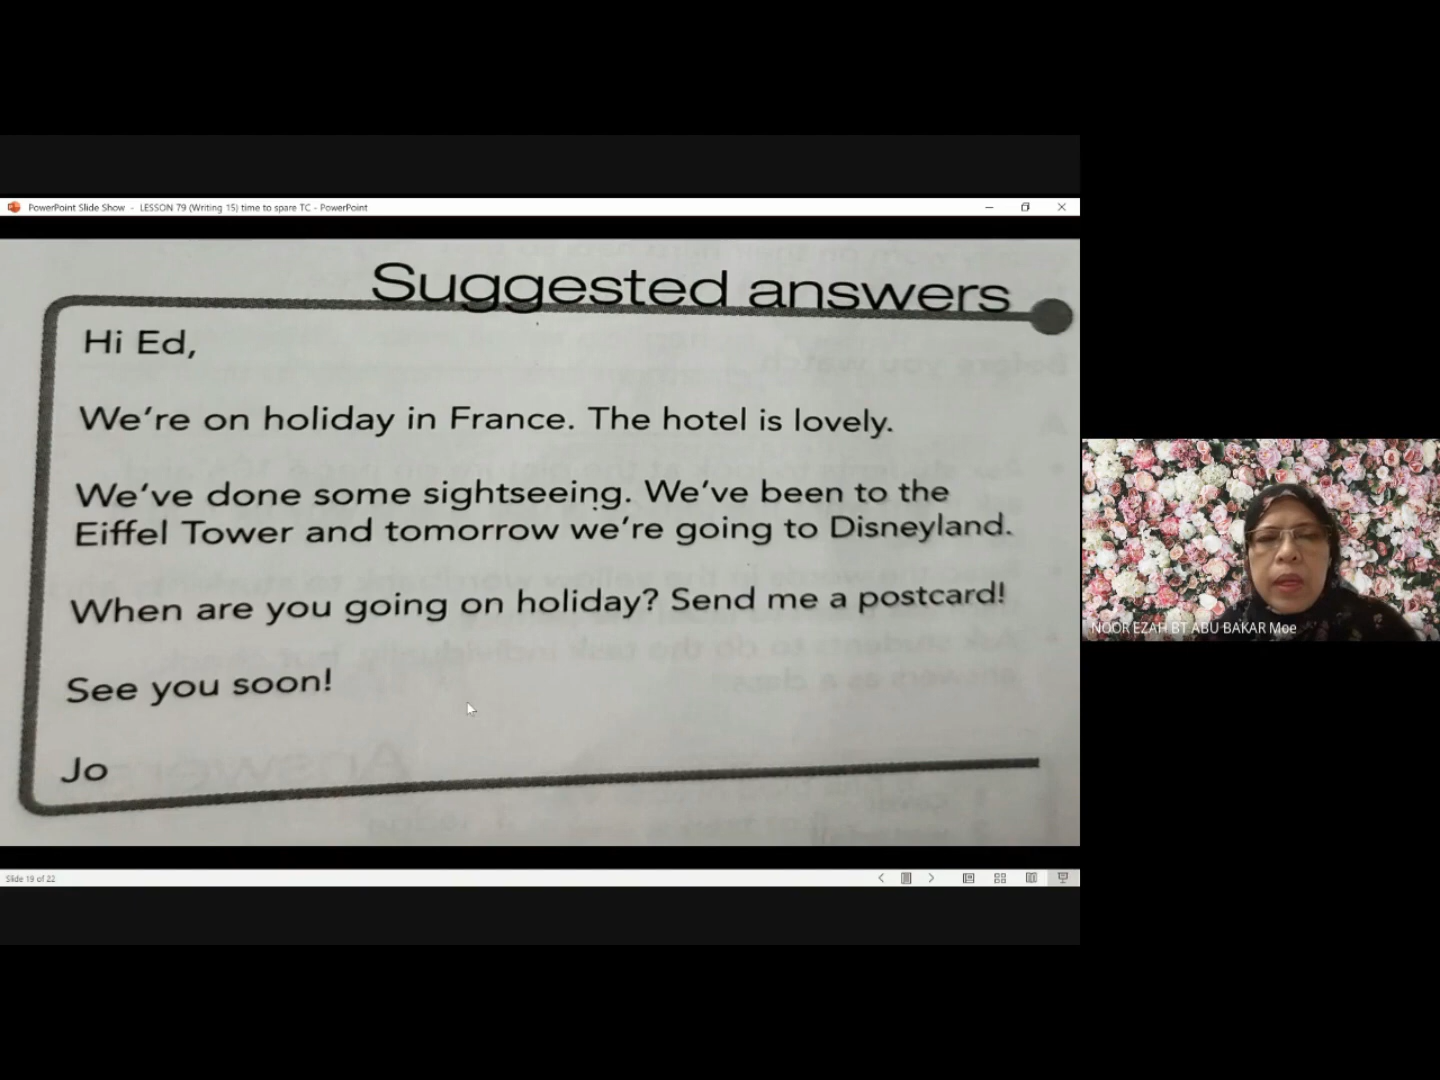 PowerPoint Slide Show - LESSON 79 (Writing 15) time to spare TC - PowerPoint
Suggested answers
Hi Ed,
We're on holiday in France. The hotel is lovely.
We've done some sightseeing. We've been to the
Eiffel Tower and tomorrow we're going to Disneyland.
When are you going on holiday? Send me a postcard!
See you soon!
Jo
NOOR EZAH BT ABU BAKAR Moe
Slide 19 of 22